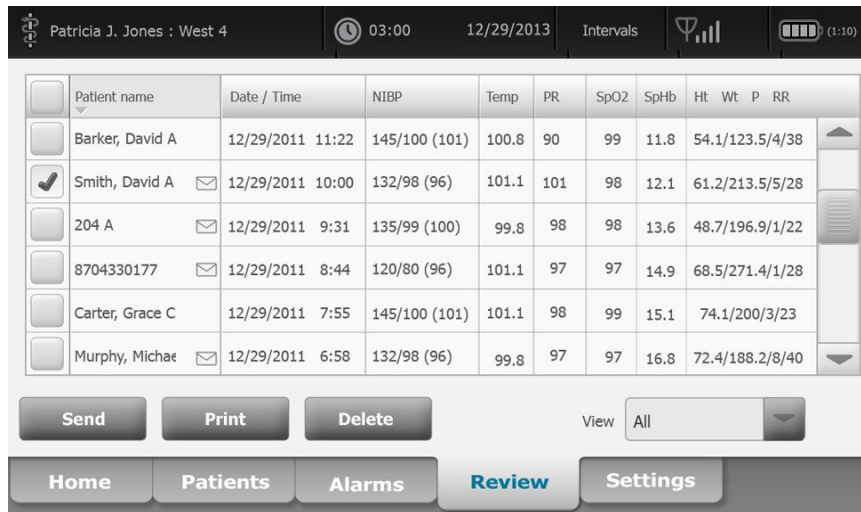 Patricia J. Jones : West 4 03:00 12/29/2013 Intervals (1:10)
Patient name Date / Time NIBP Temp PR SpO2 SpHb Ht Wt P RR
Barker, David A 12/29/2011 11:22 145/100 (101) 100.8 90 99 11.8 54.1/123.5/4/38
Smith, David A 12/29/2011 10:00 132/98 (96) 101.1 101 98 12.1 61.2/213.5/5/28
204 A 12/29/2011 9:31 135/99 (100) 99.8 98 98 13.6 48.7/196.9/1/22
8704330177 12/29/2011 8:44 120/80 (96) 101.1 97 97 14.9 68.5/271.4/1/28
Carter, Grace C 12/29/2011 7:55 145/100 (101) 101.1 98 99 15.1 74.1/200/3/23
Murphy, Michae 12/29/2011 6:58 132/98 (96) 99.8 97 97 16.8 72.4/188.2/8/40
Send Print Delete View All
Home Patients Alarms Review Settings